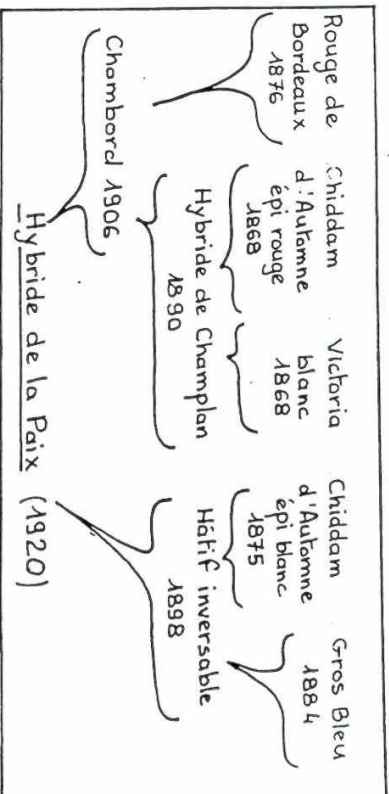 Rouge de
Bordeaux
1876
Chiddam
d'Automne
épi rouge
1868
Victoria
blanc
1868
Chiddam
d'Automne
épi blanc
1875
Gros Bleu
1884
Hybride de Champlan
1890
Hâtif inversable
1898
Chambord 1906
Hybride de la Paix (1920)